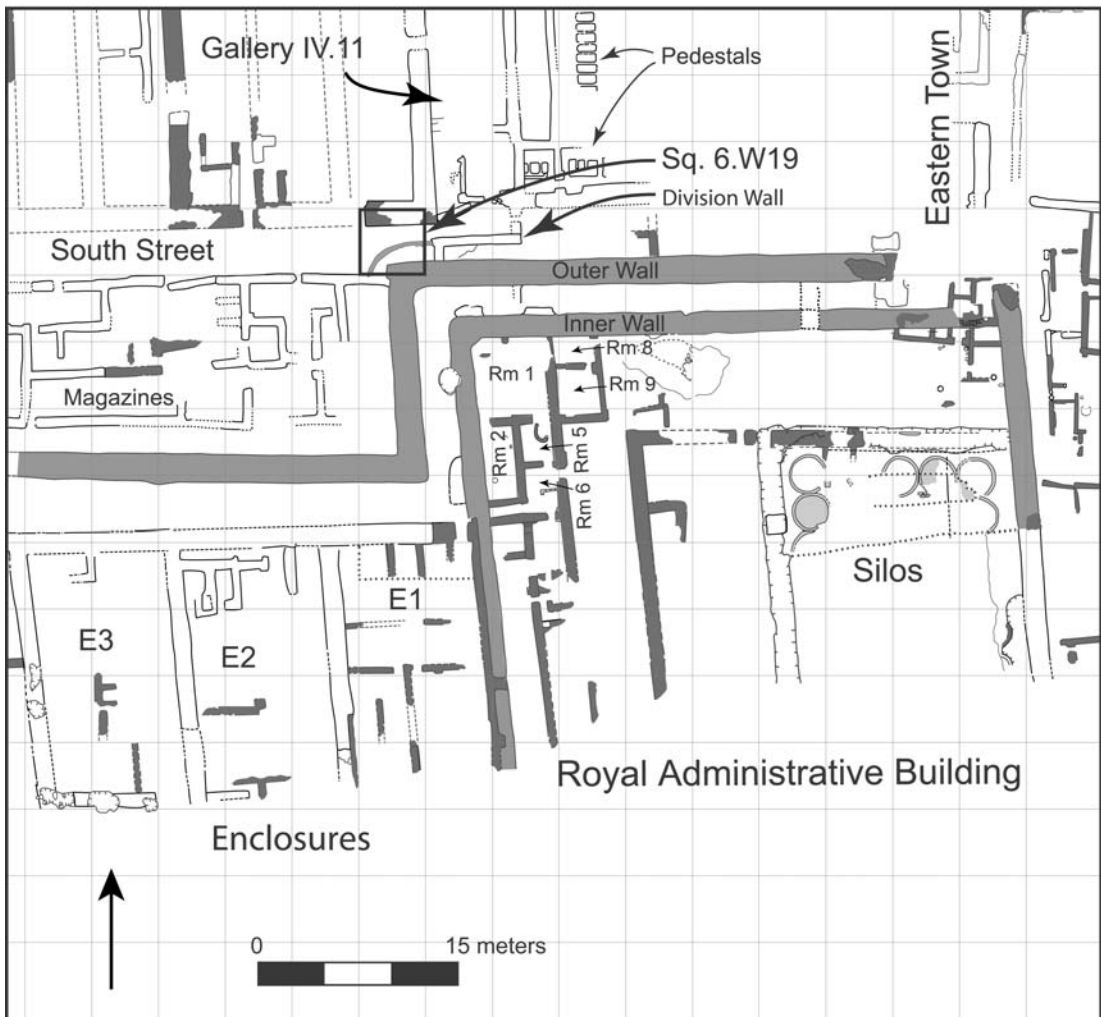 Gallery IV.11
Pedestals
Eastern Town
Sq. 6.W19
Division Wall
South Street
Outer Wall
Inner Wall
Rm 8
Rm 1
Rm 9
Magazines
Rm 2
Rm 5
Rm 6
Silos
E1
E3
E2
Royal Administrative Building
Enclosures
0
15 meters